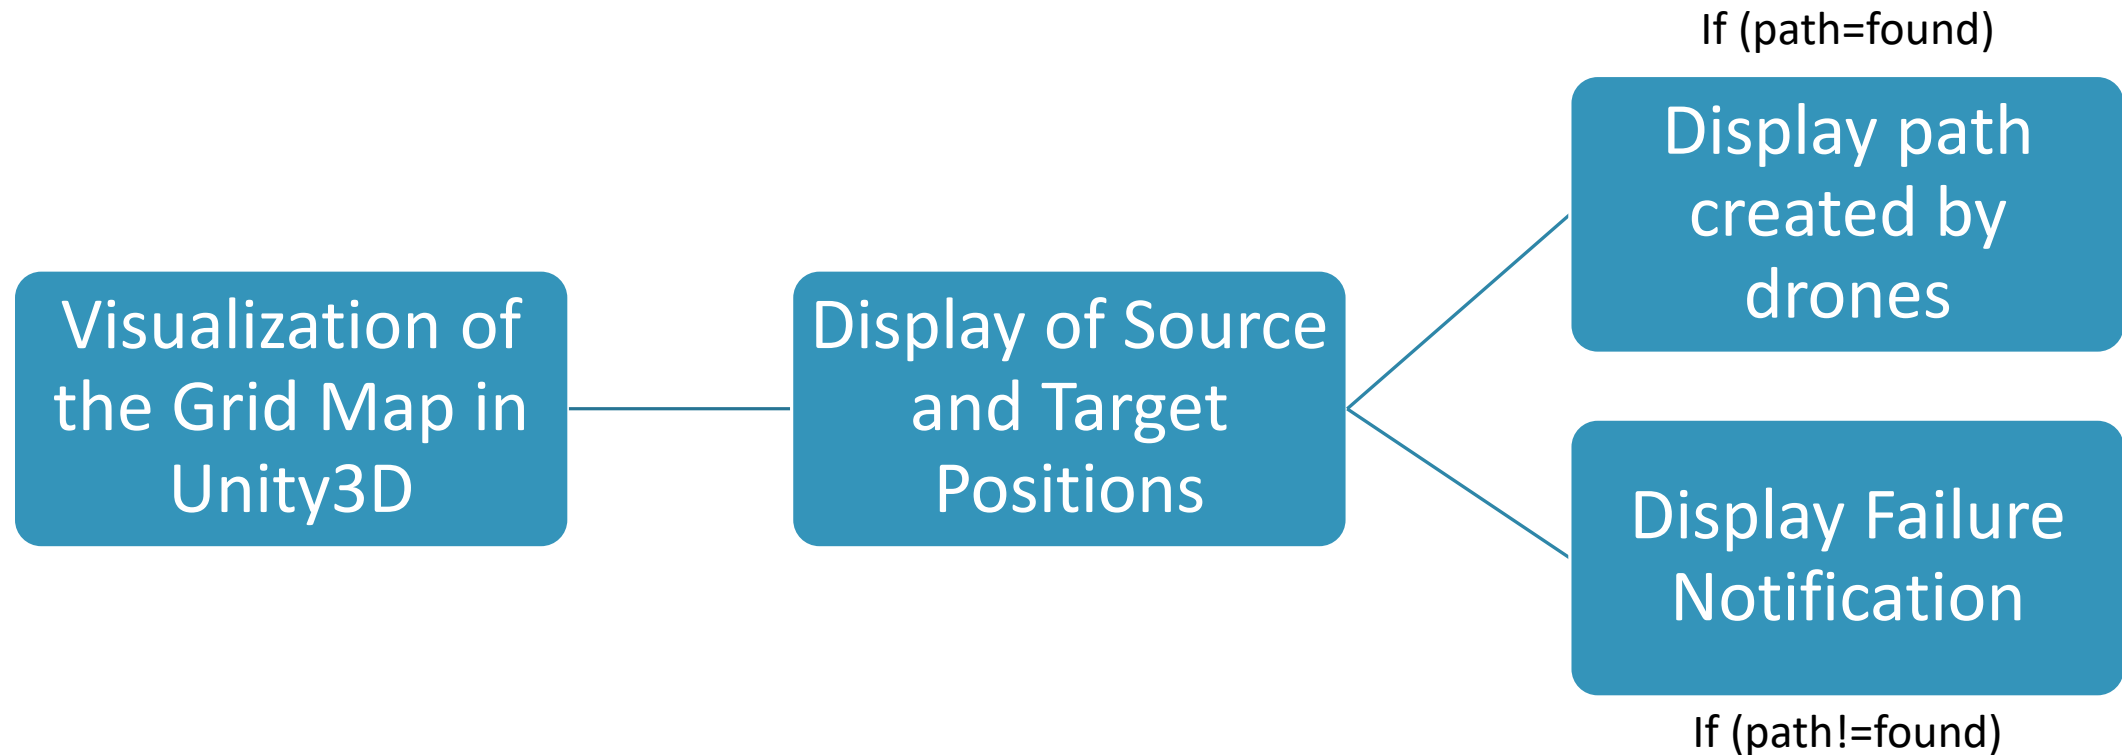 Visualization of
the Grid Map in
Unity3D
Display of Source
and Target
Positions
If (path=found)
Display path
created by
drones
Display Failure
Notification
If (path!=found)